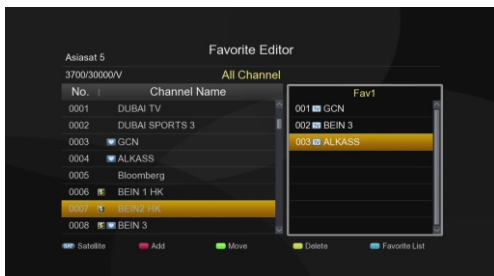 Favorite Editor
Asiasat 5
3700/30000/V All Channel
No. Channel Name Fav1
0001 DUBAI TV 001 GCN
0002 DUBAI SPORTS 3 002 BEIN 3
0003 GCN 003 ALKASS
0004 ALKASS
0005 Bloomberg
0006 $ BEIN 1 HK
0007 $ BEIN2 HK
0008 $ BEIN 3
SAT Satellite Add Move Delete Favorite List